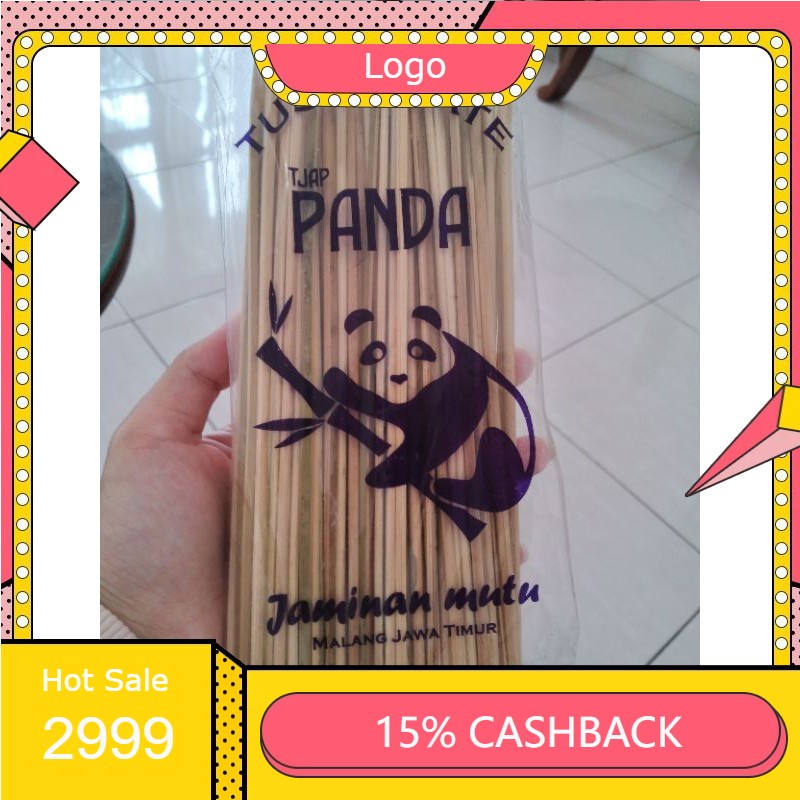 Logo
TJAP
PANDA
Jaminan mutu
MALANG JAWA TIMUR
Hot Sale
2999
15% CASHBACK